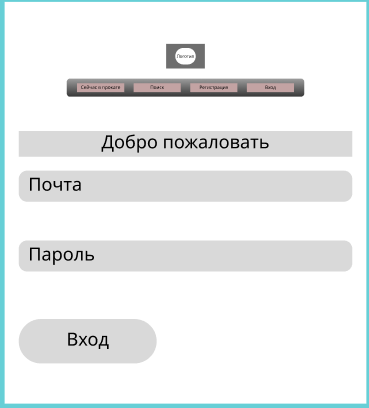 Логотип
Сейчас в прокате Поиск Регистрация Вход
Добро пожаловать
Почта
Пароль
Вход